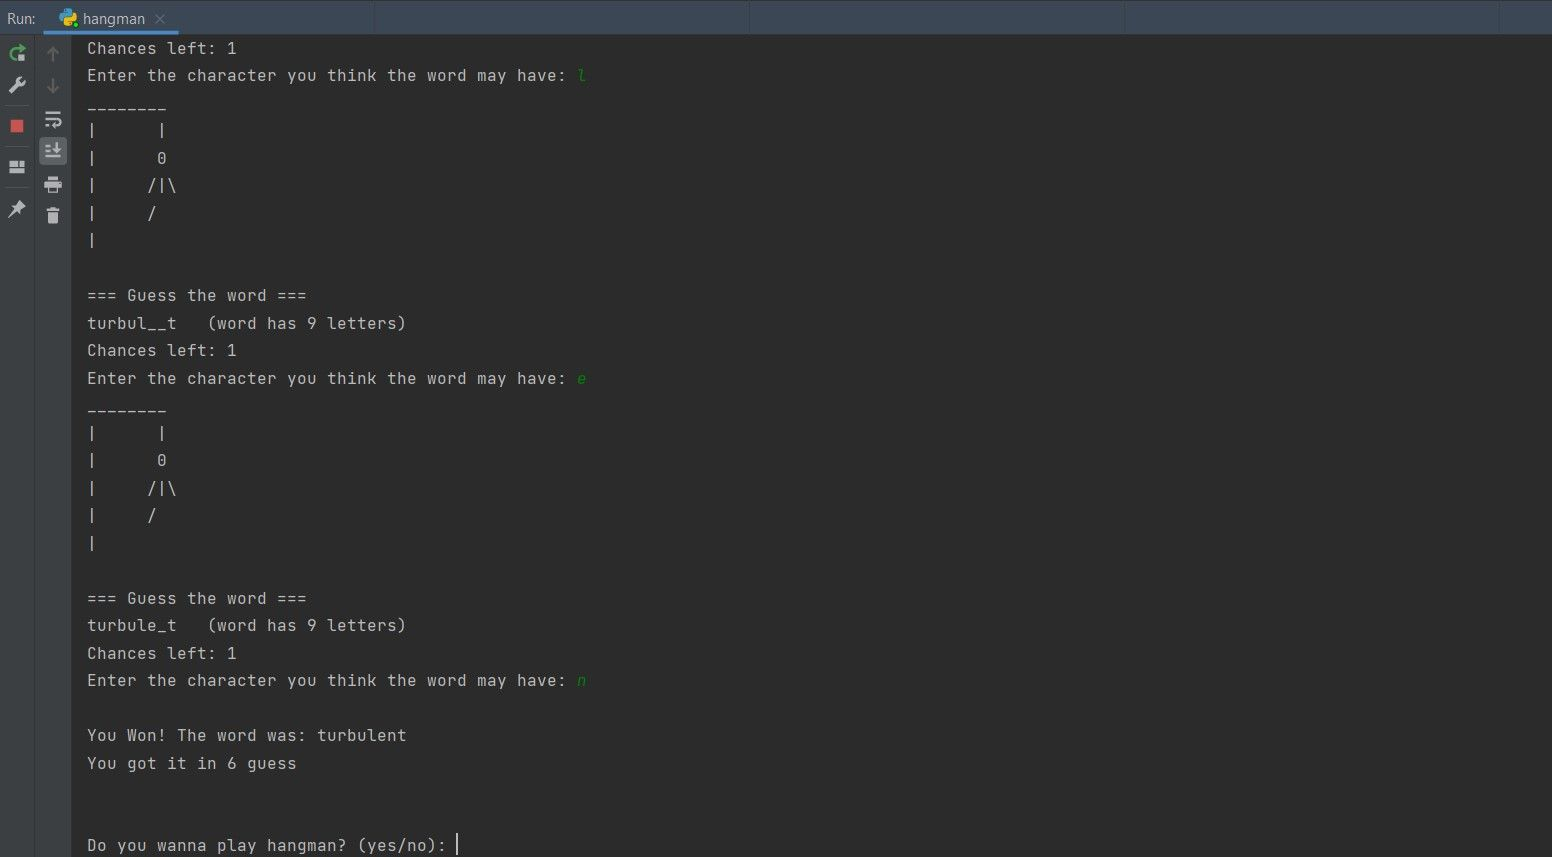 Run: hangman
Chances left: 1
Enter the character you think the word may have: l
________
|       |
|       0
|      /|\
|      /
|
=== Guess the word ===
turbul__t   (word has 9 letters)
Chances left: 1
Enter the character you think the word may have: e
________
|       |
|       0
|      /|\
|      /
|
=== Guess the word ===
turbule_t   (word has 9 letters)
Chances left: 1
Enter the character you think the word may have: n
You Won! The word was: turbulent
You got it in 6 guess
Do you wanna play hangman? (yes/no):